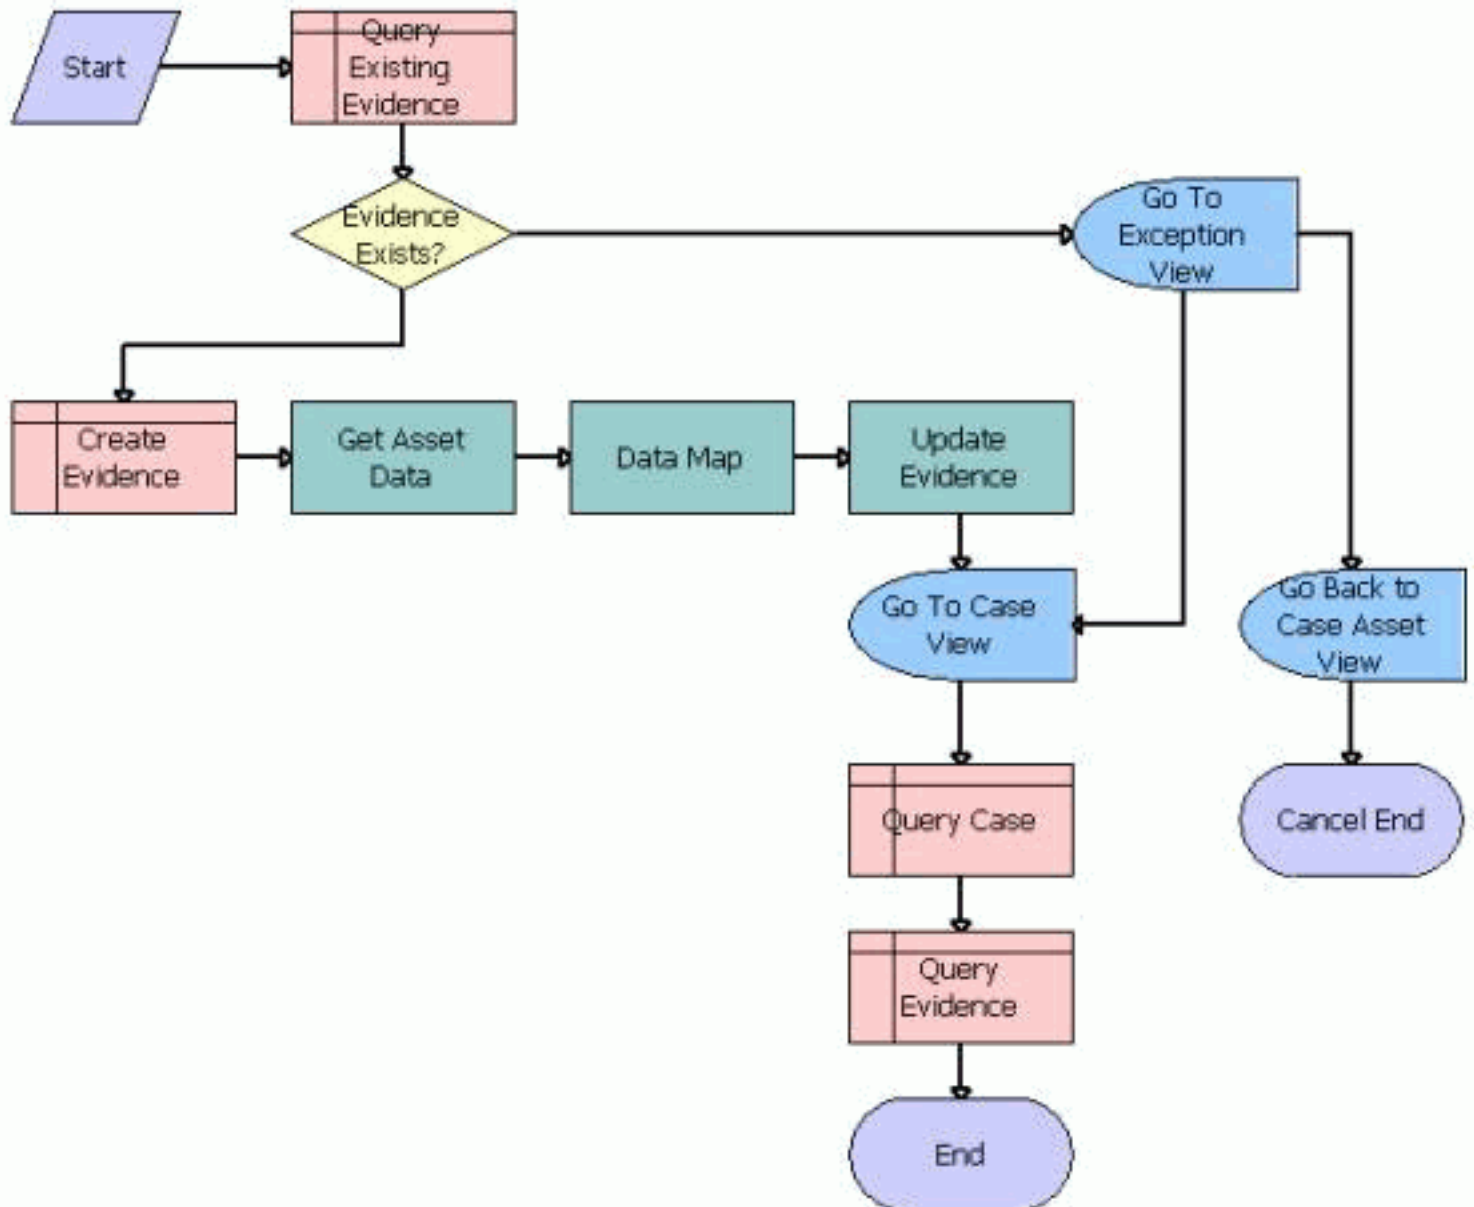 Start
Query
Existing
Evidence
Evidence
Exists?
Go To
Exception
View
Create
Evidence
Get Asset
Data
Data Map
Update
Evidence
Go To Case
View
Go Back to
Case Asset
View
Query Case
Cancel End
Query
Evidence
End